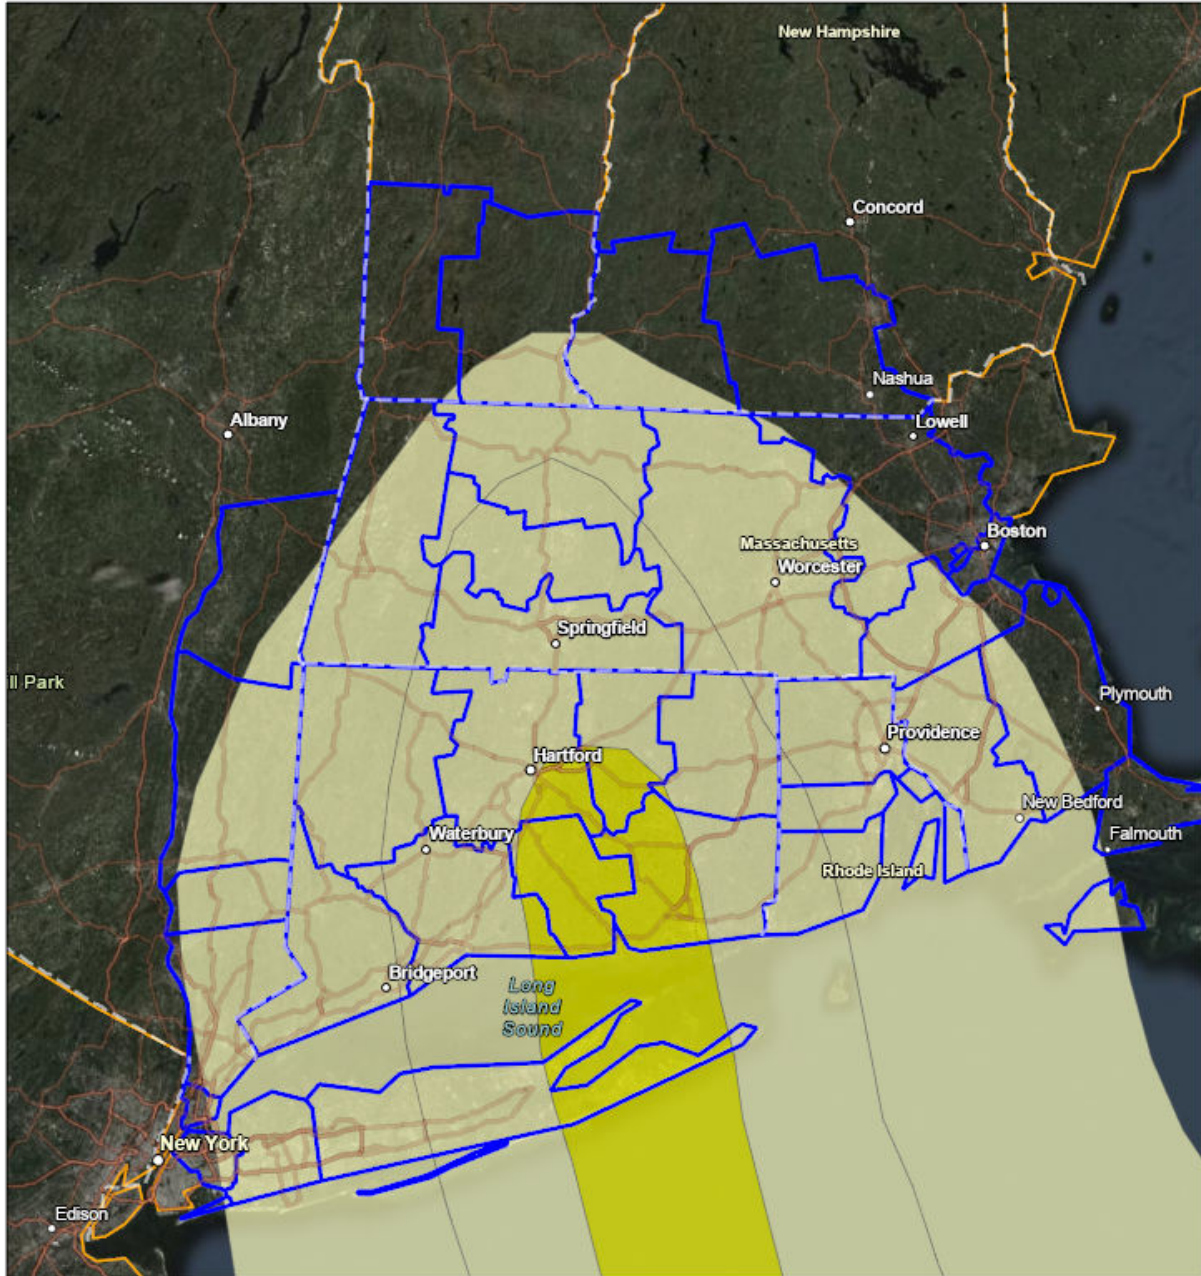 New Hampshire
Concord
Nashua
Albany
Lowell
Boston
Massachusetts
Worcester
Springfield
ll Park
Plymouth
Providence
Hartford
New Bedford
Waterbury
Falmouth
Rhode Island
Bridgeport
Long
Island
Sound
New York
Edison